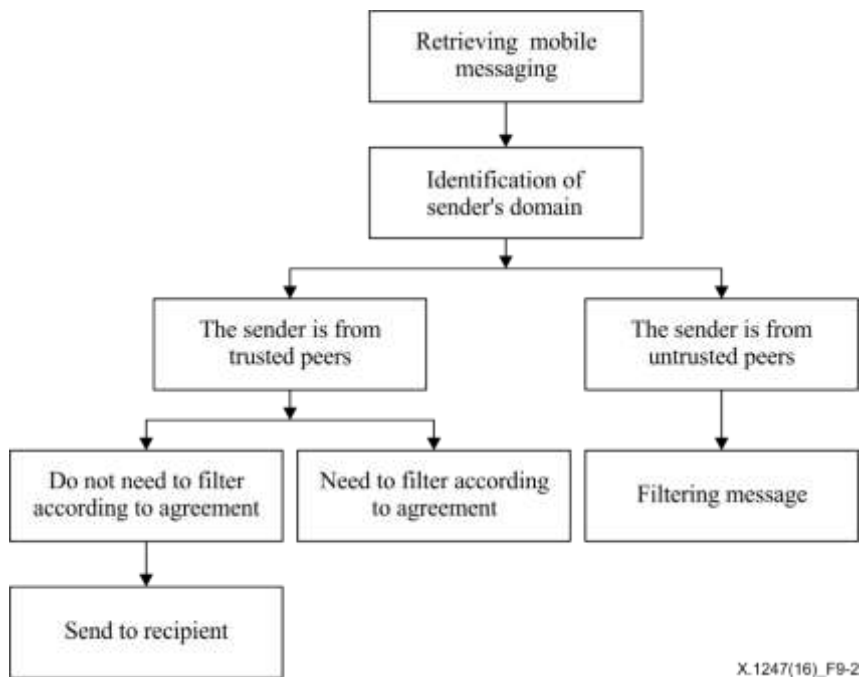 Retrieving mobile
messaging
Identification of
sender's domain
The sender is from
trusted peers
The sender is from
untrusted peers
Do not need to filter
according to agreement
Need to filter according
to agreement
Filtering message
Send to recipient
X.1247(16)_F9-2